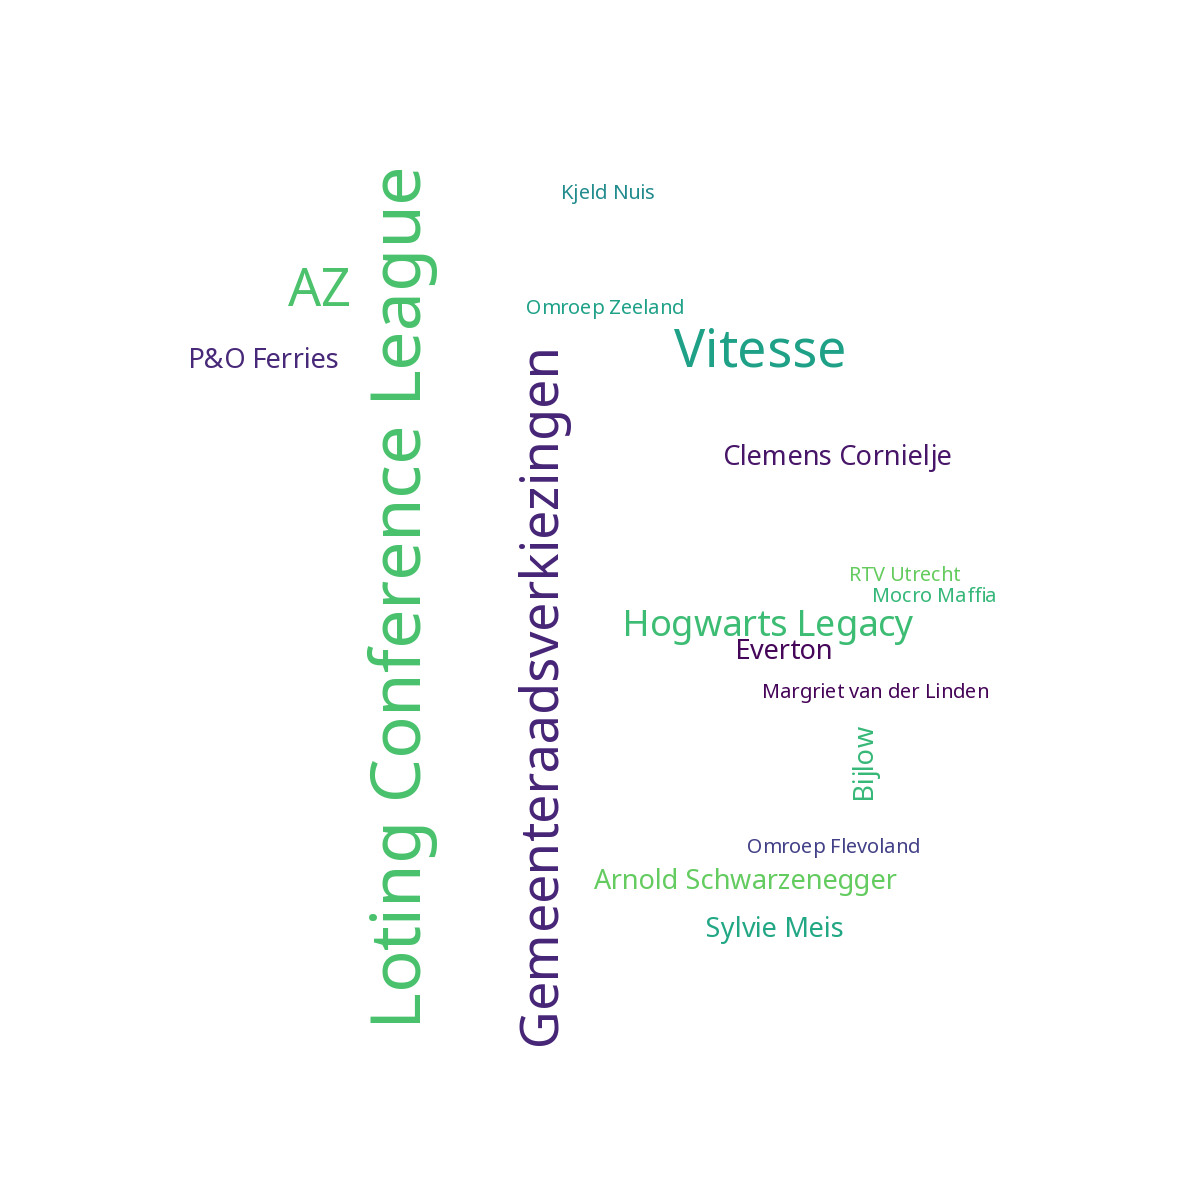 Kjeld Nuis
AZ
Omroep Zeeland
Vitesse
P&O Ferries
Loting Conference League
Gemeenteraadsverkiezingen
Clemens Cornielje
RTV Utrecht
Mocro Maffia
Hogwarts Legacy
Everton
Margriet van der Linden
Bijlow
Omroep Flevoland
Arnold Schwarzenegger
Sylvie Meis